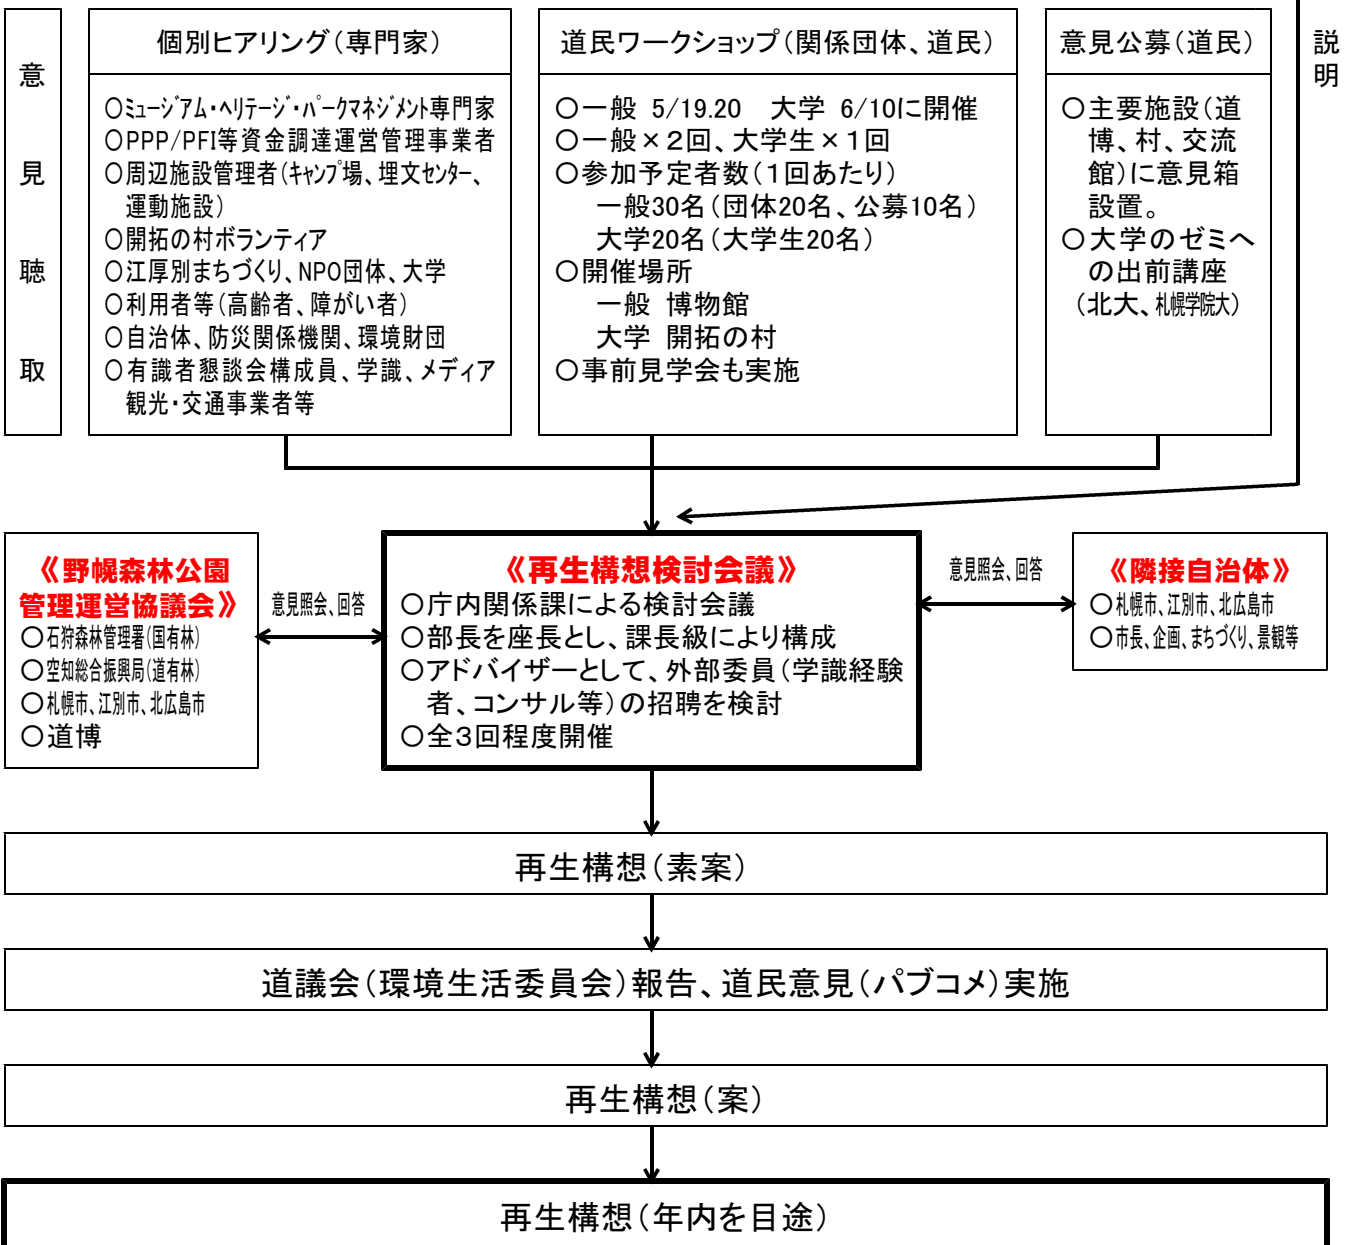 意見聴取
個別ヒアリング（専門家）
○ミュージアム・ヘリテージ・パークマネジメント専門家
○PPP/PFI等資金調達運営管理事業者
○周辺施設管理者（キャンプ場、埋文センター、
運動施設）
○開拓の村ボランティア
○江厚別まちづくり、NPO団体、大学
○利用者等（高齢者、障がい者）
○自治体、防災関係機関、環境財団
○有識者懇談会構成員、学識、メディア
観光・交通事業者等
道民ワークショップ（関係団体、道民）
○一般 5/19.20　大学 6/10に開催
○一般×２回、大学生×１回
○参加予定者数（１回あたり）
一般30名（団体20名、公募10名）
大学20名（大学生20名）
○開催場所
一般 博物館
大学 開拓の村
○事前見学会も実施
意見公募（道民）
○主要施設（道
博、村、交流
館）に意見箱
設置。
○大学のゼミへ
の出前講座
（北大、札幌学院大）
説明
《野幌森林公園
管理運営協議会》
○石狩森林管理署（国有林）
○空知総合振興局（道有林）
○札幌市、江別市、北広島市
○道博
意見照会、回答
《再生構想検討会議》
○庁内関係課による検討会議
○部長を座長とし、課長級により構成
○アドバイザーとして、外部委員（学識経験
者、コンサル等）の招聘を検討
○全３回程度開催
意見照会、回答
《隣接自治体》
○札幌市、江別市、北広島市
○市長、企画、まちづくり、景観等
再生構想（素案）
道議会（環境生活委員会）報告、道民意見（パブコメ）実施
再生構想（案）
再生構想（年内を目途）